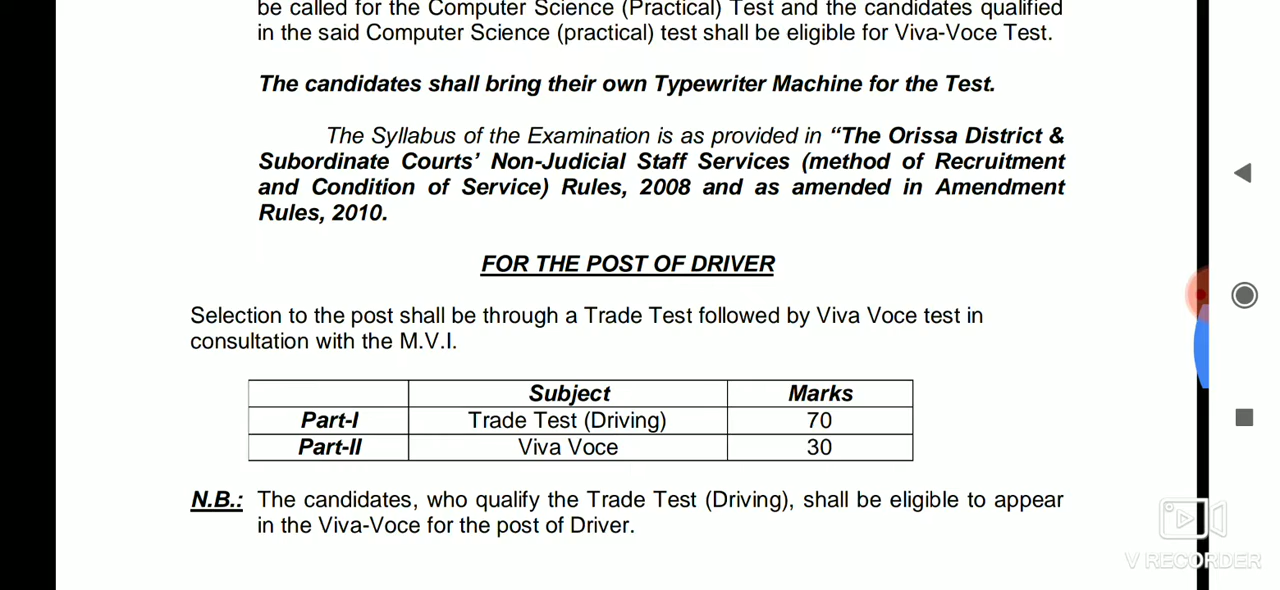 be called for the Computer Science (Practical) Test and the candidates qualified
in the said Computer Science (practical) test shall be eligible for Viva-Voce Test.
The candidates shall bring their own Typewriter Machine for the Test.
The Syllabus of the Examination is as provided in “The Orissa District &
Subordinate Courts’ Non-Judicial Staff Services (method of Recruitment
and Condition of Service) Rules, 2008 and as amended in Amendment
Rules, 2010.
FOR THE POST OF DRIVER
Selection to the post shall be through a Trade Test followed by Viva Voce test in
consultation with the M.V.I.
Subject Marks
Part-I Trade Test (Driving) 70
Part-II Viva Voce 30
N.B.: The candidates, who qualify the Trade Test (Driving), shall be eligible to appear
in the Viva-Voce for the post of Driver.
V RECORDER